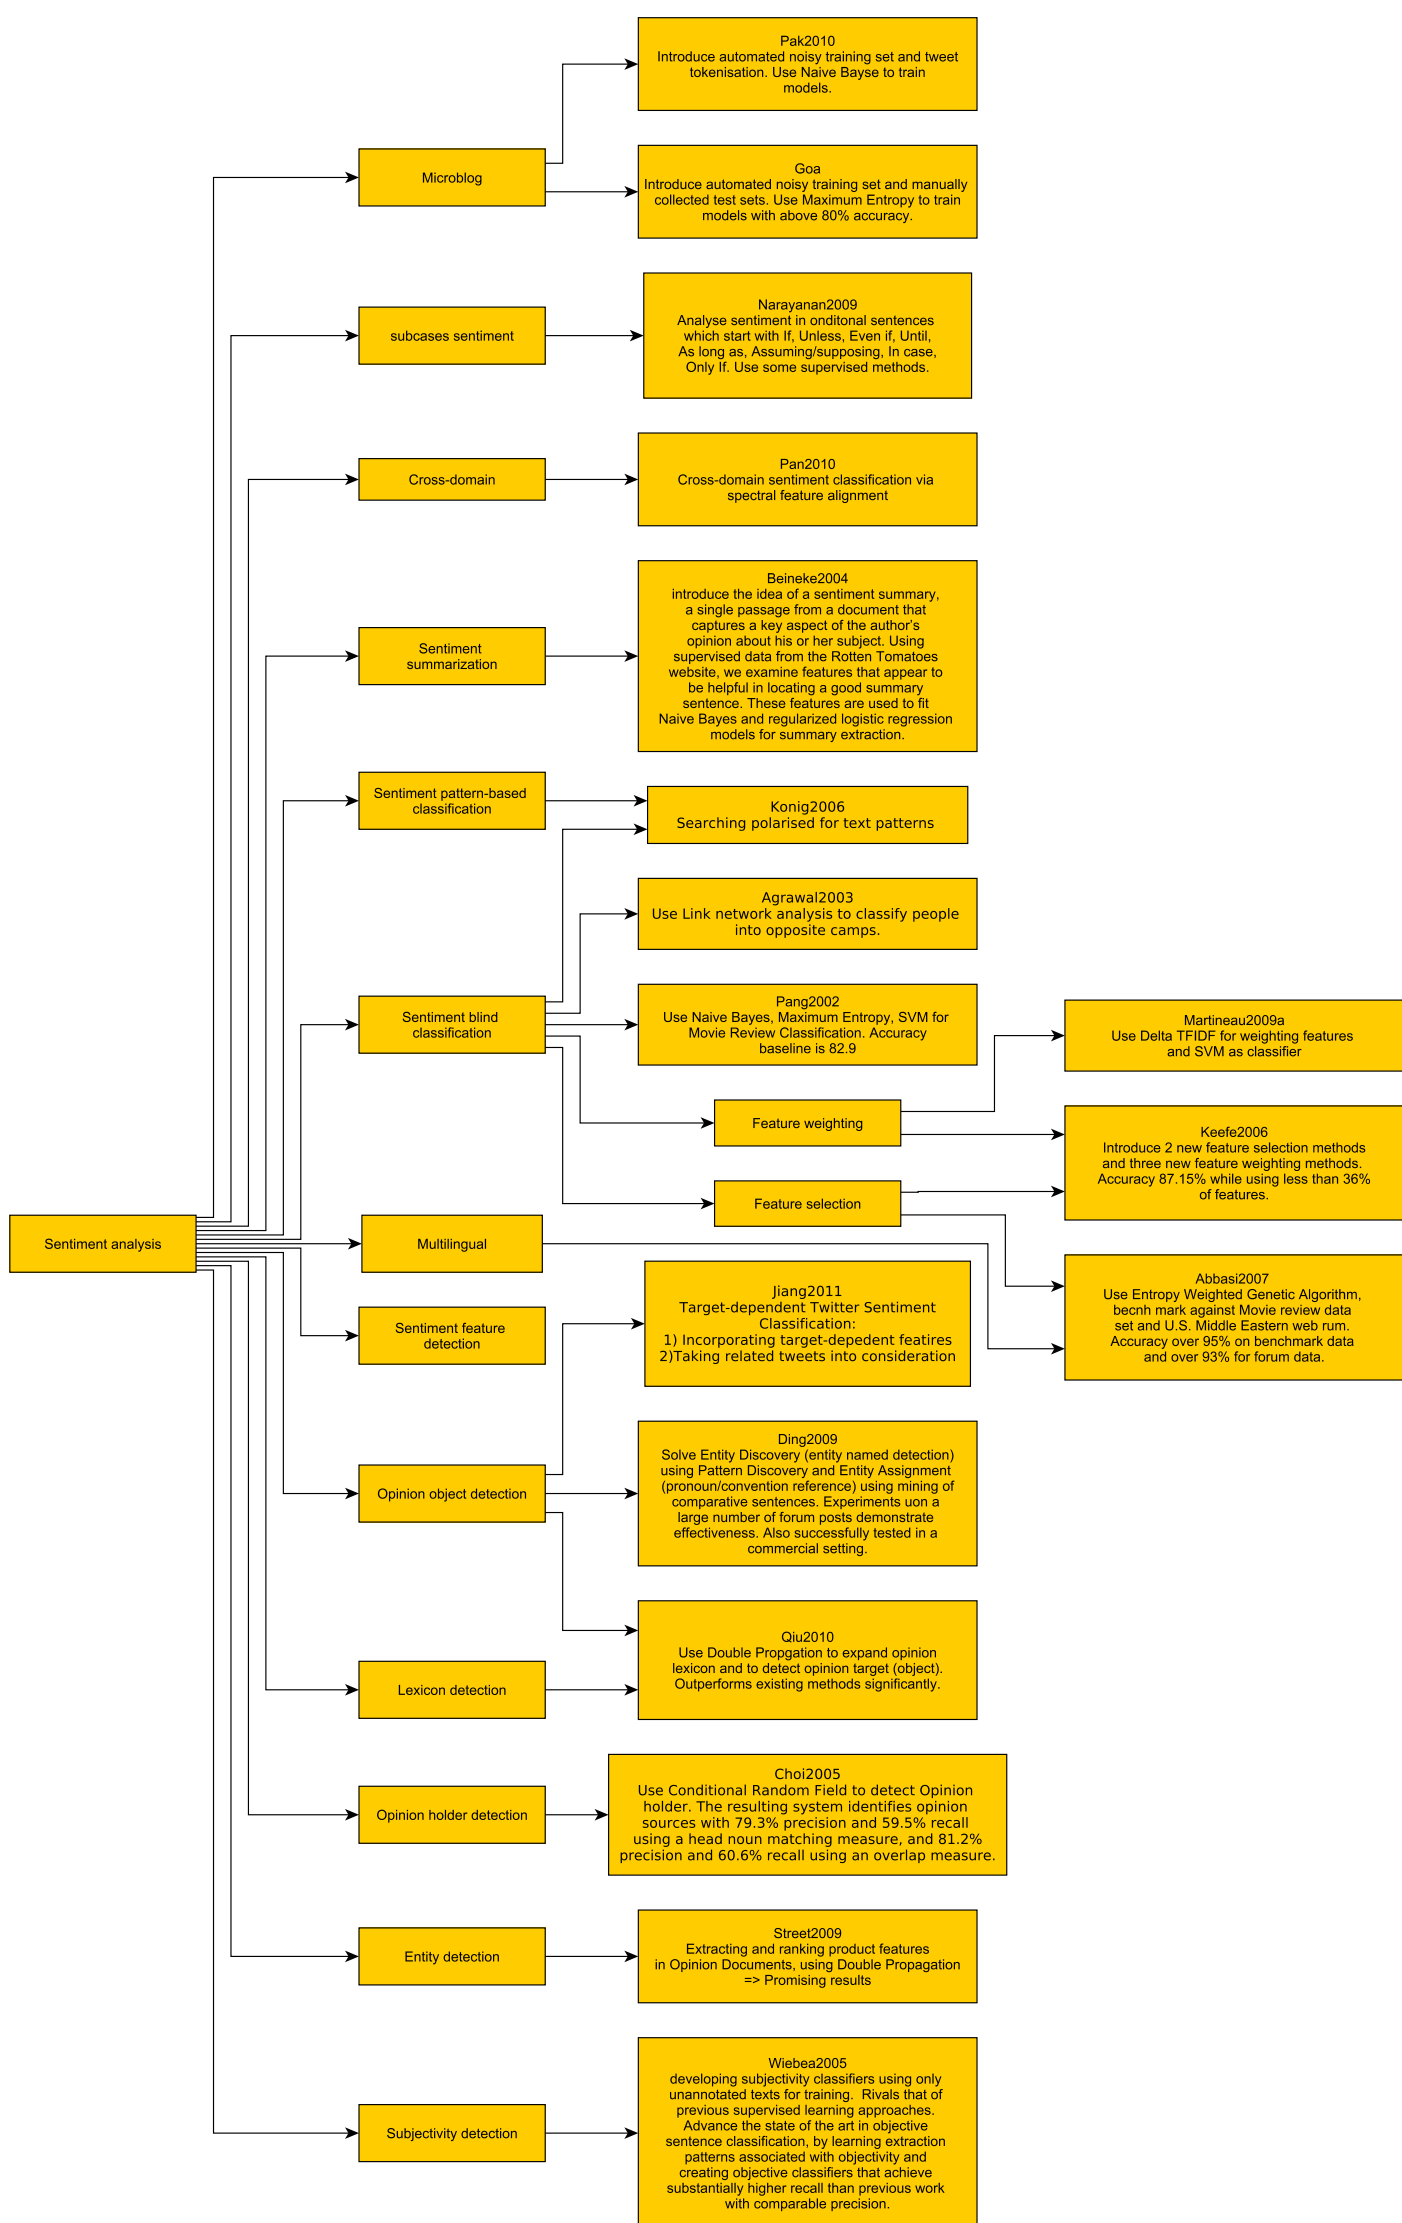 Pak2010
Introduce automated noisy training set and tweet
tokenisation. Use Naive Bayse to train
models.
Microblog
Goa
Introduce automated noisy training set and manually
collected test sets. Use Maximum Entropy to train
models with above 80% accuracy.
subcases sentiment
Narayanan2009
Analyse sentiment in onditonal sentences
which start with If, Unless, Even if, Until,
As long as, Assuming/supposing, In case,
Only If. Use some supervised methods.
Cross-domain
Pan2010
Cross-domain sentiment classification via
spectral feature alignment
Sentiment
summarization
Beineke2004
introduce the idea of a sentiment summary,
a single passage from a document that
captures a key aspect of the author's
opinion about his or her subject. Using
supervised data from the Rotten Tomatoes
website, we examine features that appear to
be helpful in locating a good summary
sentence. These features are used to fit
Naive Bayes and regularized logistic regression
models for summary extraction.
Sentiment pattern-based
classification
Konig2006
Searching polarised for text patterns
Agrawal2003
Use Link network analysis to classify people
into opposite camps.
Sentiment blind
classification
Pang2002
Use Naive Bayes, Maximum Entropy, SVM for
Movie Review Classification. Accuracy
baseline is 82.9
Martineau2009a
Use Delta TFIDF for weighting features
and SVM as classifier
Feature weighting
Keefe2006
Introduce 2 new feature selection methods
and three new feature weighting methods.
Accuracy 87.15% while using less than 36%
of features.
Feature selection
Sentiment analysis
Multilingual
Abbasi2007
Use Entropy Weighted Genetic Algorithm,
becnh mark against Movie review data
set and U.S. Middle Eastern web rum.
Accuracy over 95% on benchmark data
and over 93% for forum data.
Sentiment feature
detection
Jiang2011
Target-dependent Twitter Sentiment
Classification:
1) Incorporating target-depedent featires
2)Taking related tweets into consideration
Opinion object detection
Ding2009
Solve Entity Discovery (entity named detection)
using Pattern Discovery and Entity Assignment
(pronoun/convention reference) using mining of
comparative sentences. Experiments uon a
large number of forum posts demonstrate
effectiveness. Also successfully tested in a
commercial setting.
Qiu2010
Use Double Propgation to expand opinion
lexicon and to detect opinion target (object).
Outperforms existing methods significantly.
Lexicon detection
Choi2005
Use Conditional Random Field to detect Opinion
holder. The resulting system identifies opinion
sources with 79.3% precision and 59.5% recall
using a head noun matching measure, and 81.2%
precision and 60.6% recall using an overlap measure.
Opinion holder detection
Entity detection
Street2009
Extracting and ranking product features
in Opinion Documents, using Double Propagation
=> Promising results
Subjectivity detection
Wiebea2005
developing subjectivity classifiers using only
unannotated texts for training.  Rivals that of
previous supervised learning approaches.
Advance the state of the art in objective
sentence classification, by learning extraction
patterns associated with objectivity and
creating objective classifiers that achieve
substantially higher recall than previous work
with comparable precision.